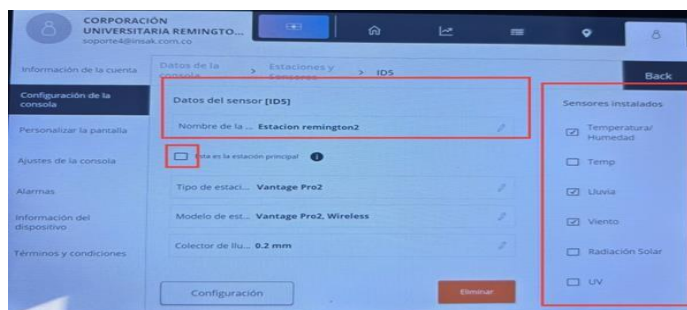 CORPORACIÓN
UNIVERSITARIA REMINGTO...
soporte4@insak.com.co
Información de la cuenta
Configuración de la
consola
Personalizar la pantalla
Ajustes de la consola
Alarmas
Información del
dispositivo
Términos y condiciones
Datos de la
consola > Estaciones y
Sensores > ID5
Back
Datos del sensor [ID5]
Nombre de la ... Estacion remington2
Esta es la estación principal
Tipo de estaci... Vantage Pro2
Modelo de est... Vantage Pro2, Wireless
Colector de llu... 0.2 mm
Configuración
Eliminar
Sensores instalados
Temperatura/
Humedad
Temp
Lluvia
Viento
Radiación Solar
UV